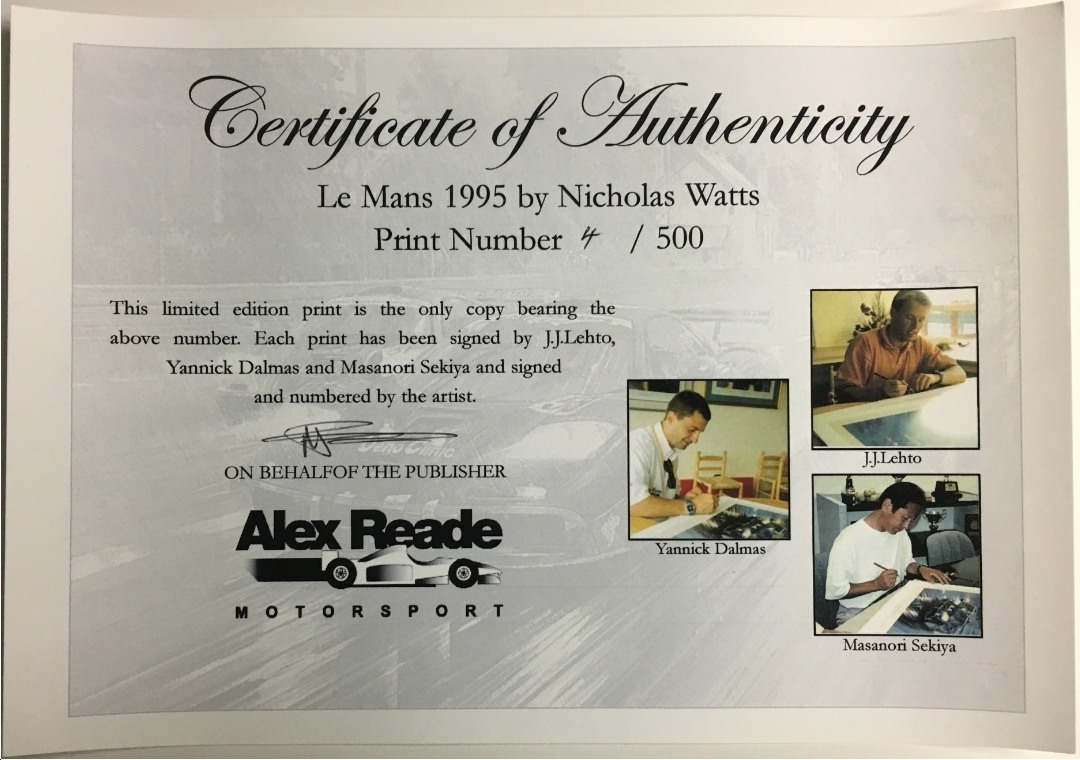 Certificate of Authenticity
Le Mans 1995 by Nicholas Watts
Print Number 4 / 500
This limited edition print is the only copy bearing the
above number. Each print has been signed by J.J.Lehto,
Yannick Dalmas and Masanori Sekiya and signed
and numbered by the artist.
ON BEHALFOF THE PUBLISHER
Alex Reade
MOTORSPORT
J.J.Lehto
Yannick Dalmas
Masanori Sekiya